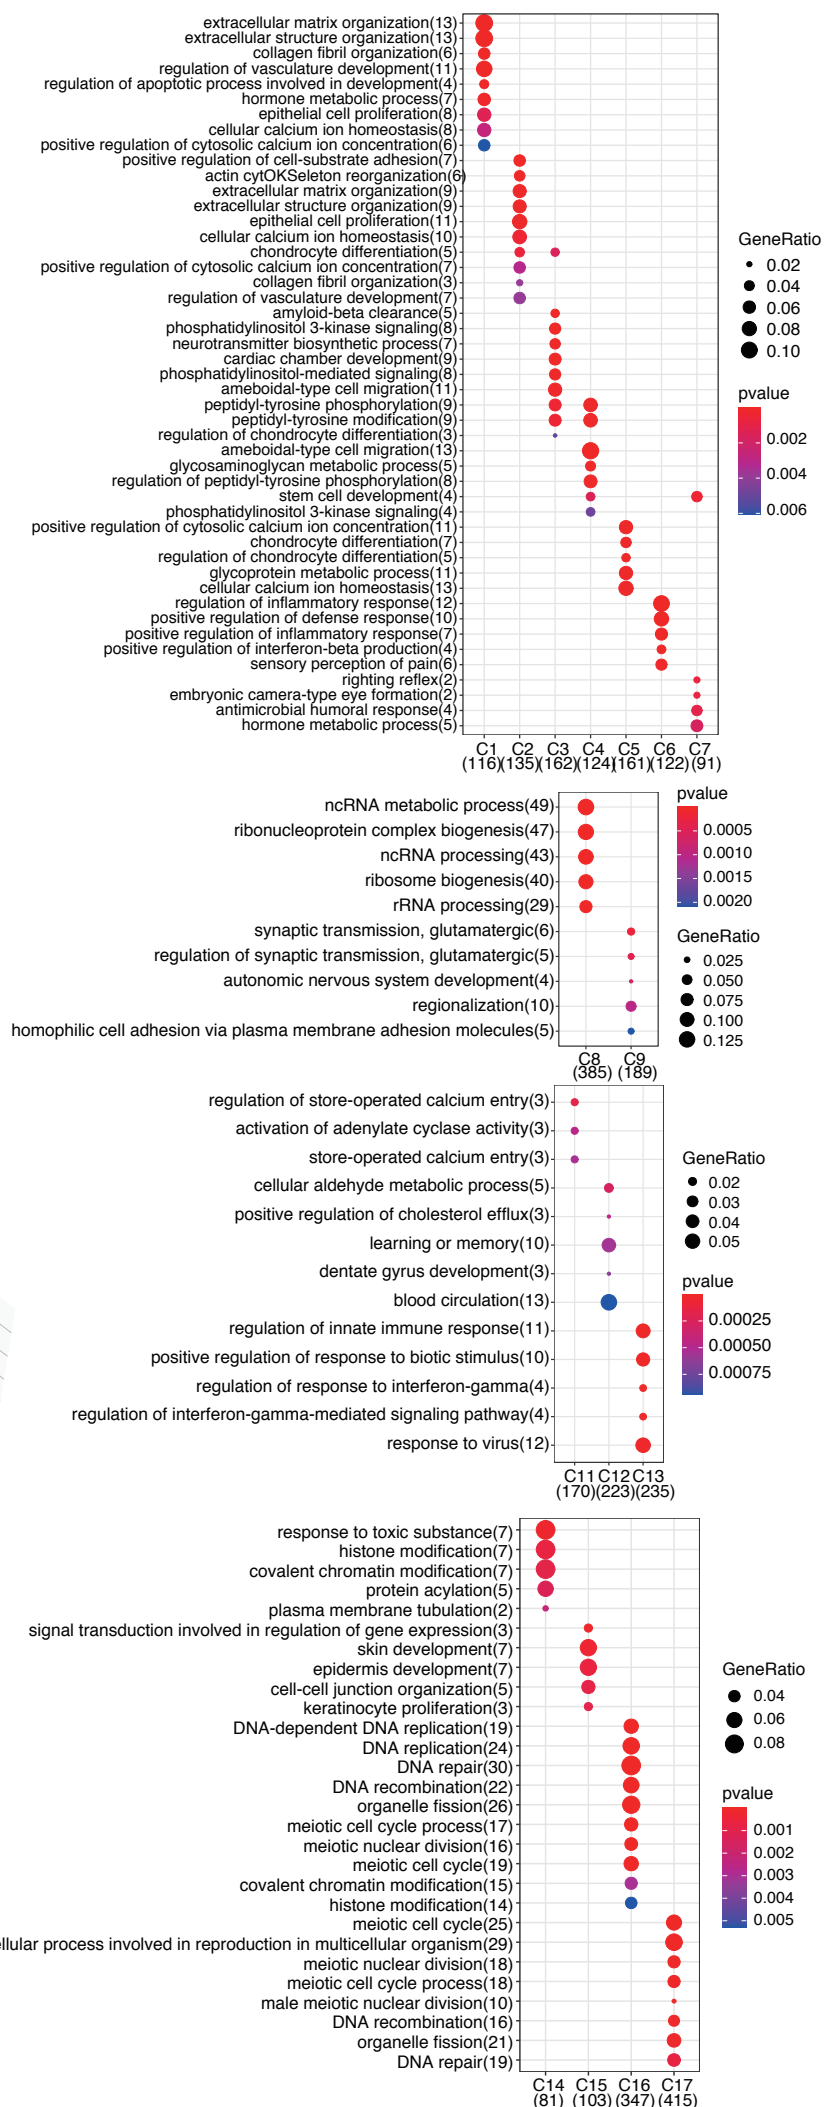 extracellular matrix organization(13)
extracellular structure organization(13)
collagen fibril organization(6)
regulation of vasculature development(11)
regulation of apoptotic process involved in development(4)
hormone metabolic process(7)
epithelial cell proliferation(8)
cellular calcium ion homeostasis(8)
positive regulation of cytosolic calcium ion concentration(6)
positive regulation of cell-substrate adhesion(7)
actin cytOKSeleton reorganization(6)
extracellular matrix organization(9)
extracellular structure organization(9)
epithelial cell proliferation(11)
cellular calcium ion homeostasis(10)
chondrocyte differentiation(5)
positive regulation of cytosolic calcium ion concentration(7)
collagen fibril organization(3)
regulation of vasculature development(7)
amyloid-beta clearance(5)
phosphatidylinositol 3-kinase signaling(8)
neurotransmitter biosynthetic process(7)
cardiac chamber development(9)
phosphatidylinositol-mediated signaling(8)
ameboidal-type cell migration(11)
peptidyl-tyrosine phosphorylation(9)
peptidyl-tyrosine modification(9)
regulation of chondrocyte differentiation(3)
ameboidal-type cell migration(13)
glycosaminoglycan metabolic process(5)
regulation of peptidyl-tyrosine phosphorylation(8)
stem cell development(4)
phosphatidylinositol 3-kinase signaling(4)
positive regulation of cytosolic calcium ion concentration(11)
chondrocyte differentiation(7)
regulation of chondrocyte differentiation(5)
glycoprotein metabolic process(11)
cellular calcium ion homeostasis(13)
regulation of inflammatory response(12)
positive regulation of defense response(10)
positive regulation of inflammatory response(7)
positive regulation of interferon-beta production(4)
sensory perception of pain(6)
righting reflex(2)
embryonic camera-type eye formation(2)
antimicrobial humoral response(4)
hormone metabolic process(5)
C1 C2 C3 C4 C5 C6 C7
(116)(135)(162)(124)(161)(122)(91)
GeneRatio
0.02
0.04
0.06
0.08
0.10
pvalue
0.002
0.004
0.006
ncRNA metabolic process(49)
ribonucleoprotein complex biogenesis(47)
ncRNA processing(43)
ribosome biogenesis(40)
rRNA processing(29)
synaptic transmission, glutamatergic(6)
regulation of synaptic transmission, glutamatergic(5)
autonomic nervous system development(4)
regionalization(10)
homophilic cell adhesion via plasma membrane adhesion molecules(5)
C8 C9
(385) (189)
pvalue
0.0005
0.0010
0.0015
0.0020
GeneRatio
0.025
0.050
0.075
0.100
0.125
regulation of store-operated calcium entry(3)
activation of adenylate cyclase activity(3)
store-operated calcium entry(3)
cellular aldehyde metabolic process(5)
positive regulation of cholesterol efflux(3)
learning or memory(10)
dentate gyrus development(3)
blood circulation(13)
regulation of innate immune response(11)
positive regulation of response to biotic stimulus(10)
regulation of response to interferon-gamma(4)
regulation of interferon-gamma-mediated signaling pathway(4)
response to virus(12)
C11 C12 C13
(170)(223)(235)
GeneRatio
0.02
0.03
0.04
0.05
pvalue
0.00025
0.00050
0.00075
response to toxic substance(7)
histone modification(7)
covalent chromatin modification(7)
protein acylation(5)
plasma membrane tubulation(2)
signal transduction involved in regulation of gene expression(3)
skin development(7)
epidermis development(7)
cell-cell junction organization(5)
keratinocyte proliferation(3)
DNA-dependent DNA replication(19)
DNA replication(24)
DNA repair(30)
DNA recombination(22)
organelle fission(26)
meiotic cell cycle process(17)
meiotic nuclear division(16)
meiotic cell cycle(19)
covalent chromatin modification(15)
histone modification(14)
meiotic cell cycle(25)
ellular process involved in reproduction in multicellular organism(29)
meiotic nuclear division(18)
meiotic cell cycle process(18)
male meiotic nuclear division(10)
DNA recombination(16)
organelle fission(21)
DNA repair(19)
C14 C15 C16 C17
(81) (103) (347) (415)
GeneRatio
0.04
0.06
0.08
pvalue
0.001
0.002
0.003
0.004
0.005